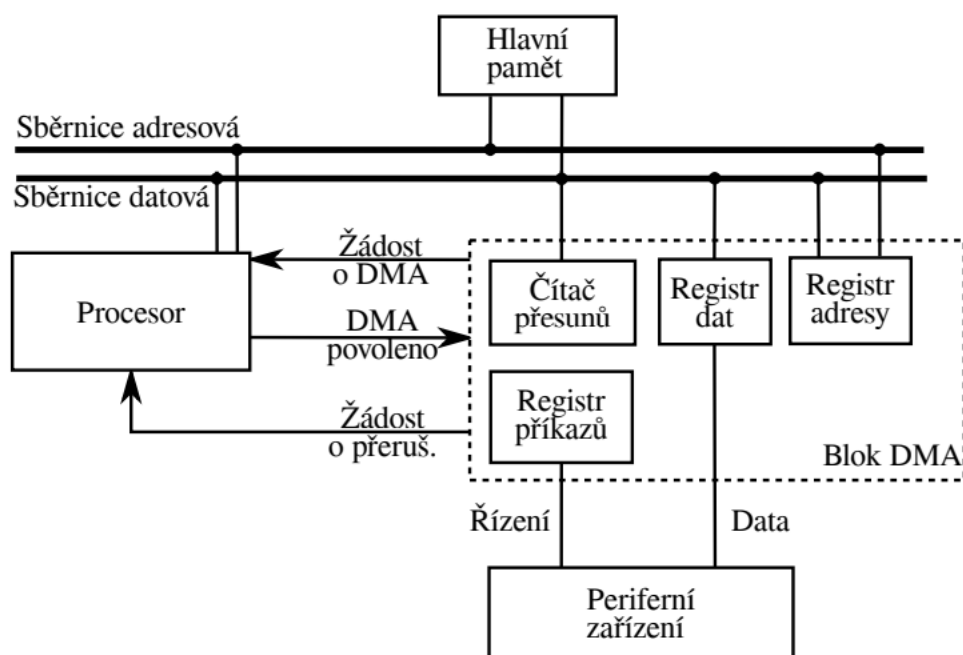 Hlavní
pamět
Sběrnice adresová
Sběrnice datová
Procesor
Žádost
o DMA
DMA
povoleno
Žádost
o přeruš.
Čítač
přesunů
Registr
dat
Registr
adresy
Registr
příkazů
Blok DMA
Řízení
Data
Periferní
zařízení